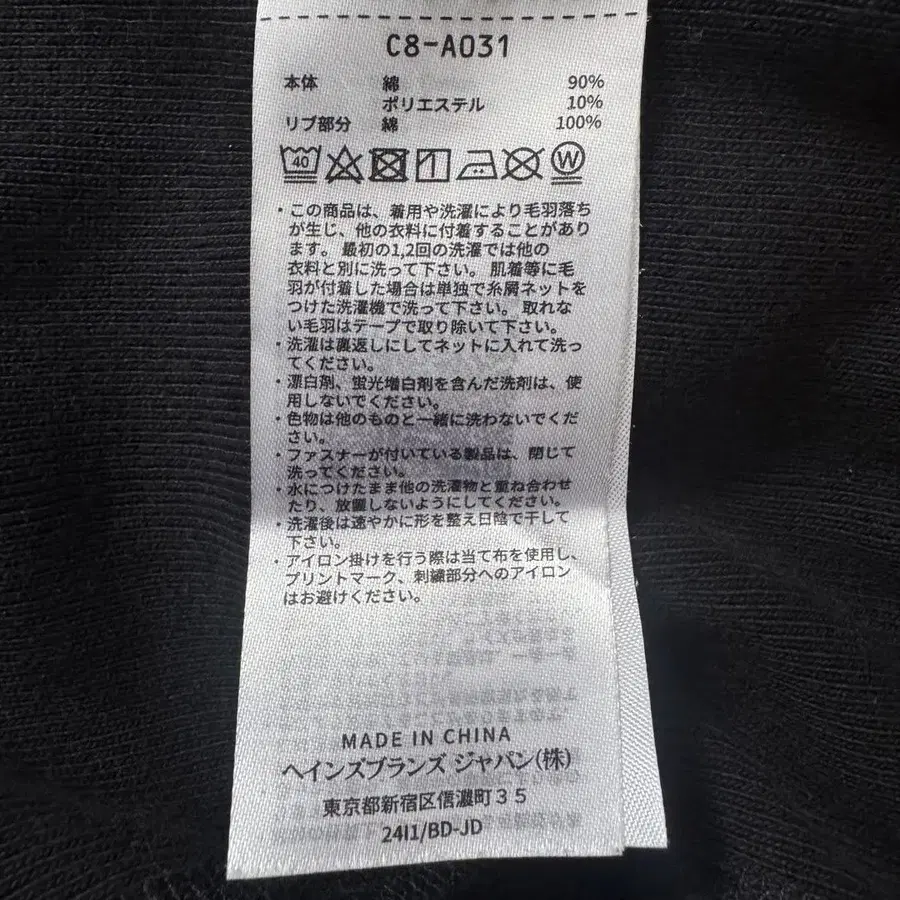 C8-A031
本体 綿 90%
ポリエステル 10%
リブ部分 綿 100%
40
W
・この商品は、着用や洗濯により毛羽落ち
が生じ、他の衣料に付着することがあり
ます。最初の1,2回の洗濯では他の
衣料と別に洗って下さい。肌着等に毛
羽が付着した場合は単独で糸屑ネットを
つけた洗濯機で洗って下さい。取れな
い毛羽はテープで取り除いて下さい。
・洗濯は裏返しにしてネットに入れて洗っ
てください。
・漂白剤、蛍光増白剤を含んだ洗剤は、使
用しないでください。
・色物は他のものと一緒に洗わないでくだ
さい。
・ファスナーが付いている製品は、閉じて
洗ってください。
・水につけたまま他の洗濯物と重ね合わせ
たり、放置しないようにしてください。
・洗濯後は速やかに形を整え日陰で干して
下さい。
・アイロン掛けを行う際は当て布を使用し、
プリントマーク、刺繍部分へのアイロン
はお避けください。
MADE IN CHINA
ヘインズブランズ ジャパン(株)
東京都新宿区信濃町35
24I1/BD-JD